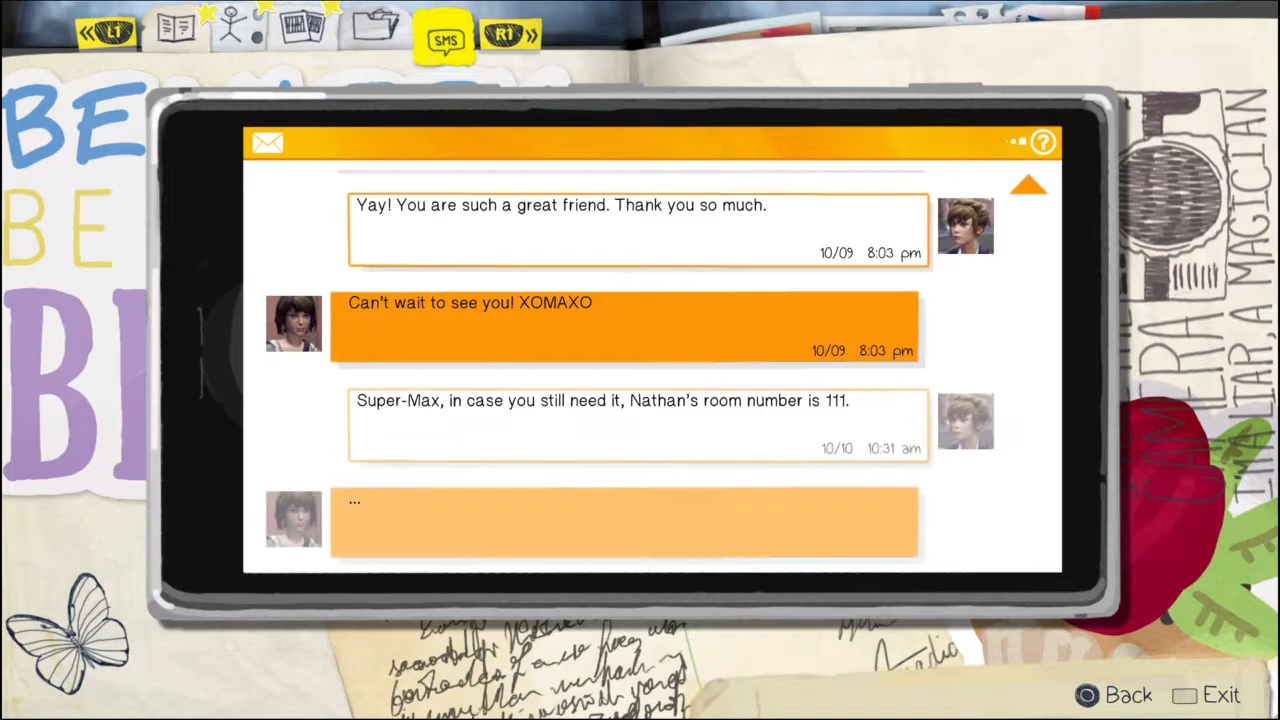 L1
SMS
R1
BE
BE
Yay! You are such a great friend. Thank you so much.
10/09 8:03 pm
Can't wait to see you! XOMAXO
10/09 8:03 pm
Super-Max, in case you still need it, Nathan's room number is 111.
10/10 10:31 am
...
CAMERA
I'M A LIAR, A MAGICIAN
Back
Exit